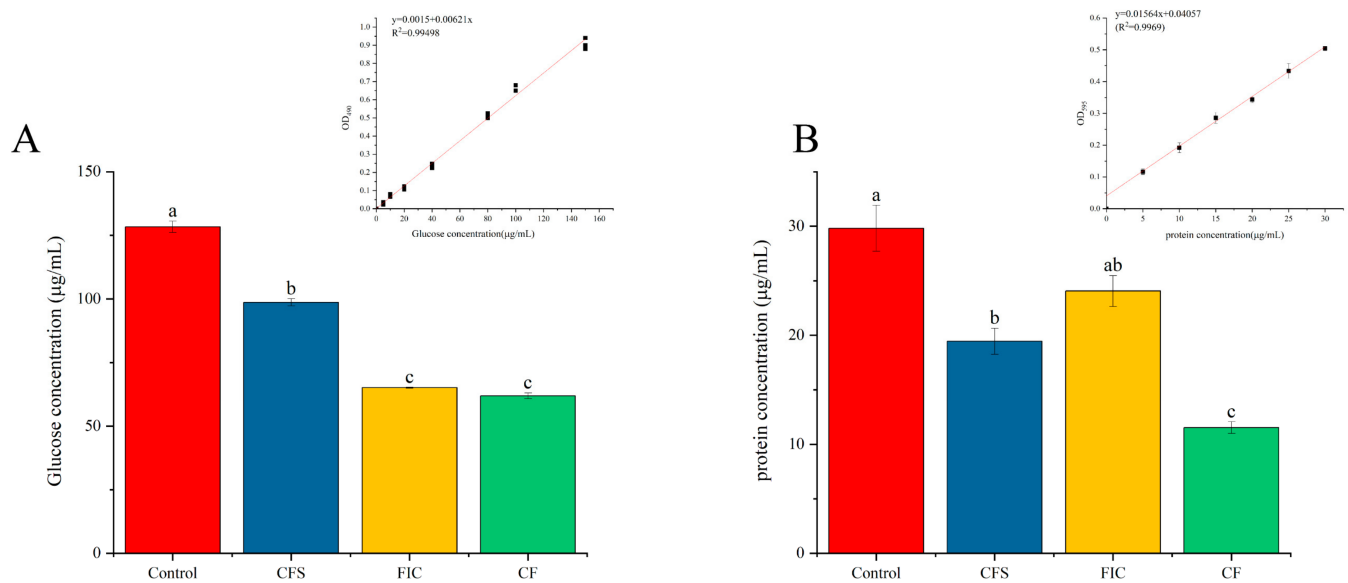 A
y=0.0015+0.00621x
R²=0.99498
OD₄₉₀
1.0
0.9
0.8
0.7
0.6
0.5
0.4
0.3
0.2
0.1
0.0
0 20 40 60 80 100 120 140 160
Glucose concentration(μg/mL)
Glucose concentration (μg/mL)
150
100
50
0
a
b
c
c
Control CFS FIC CF
B
y=0.01564x+0.04057
(R²=0.9969)
OD₅₉₅
0.6
0.5
0.4
0.3
0.2
0.1
0.0
0 5 10 15 20 25 30
protein concentration(μg/mL)
protein concentration (μg/mL)
30
20
10
0
a
b
ab
c
Control CFS FIC CF